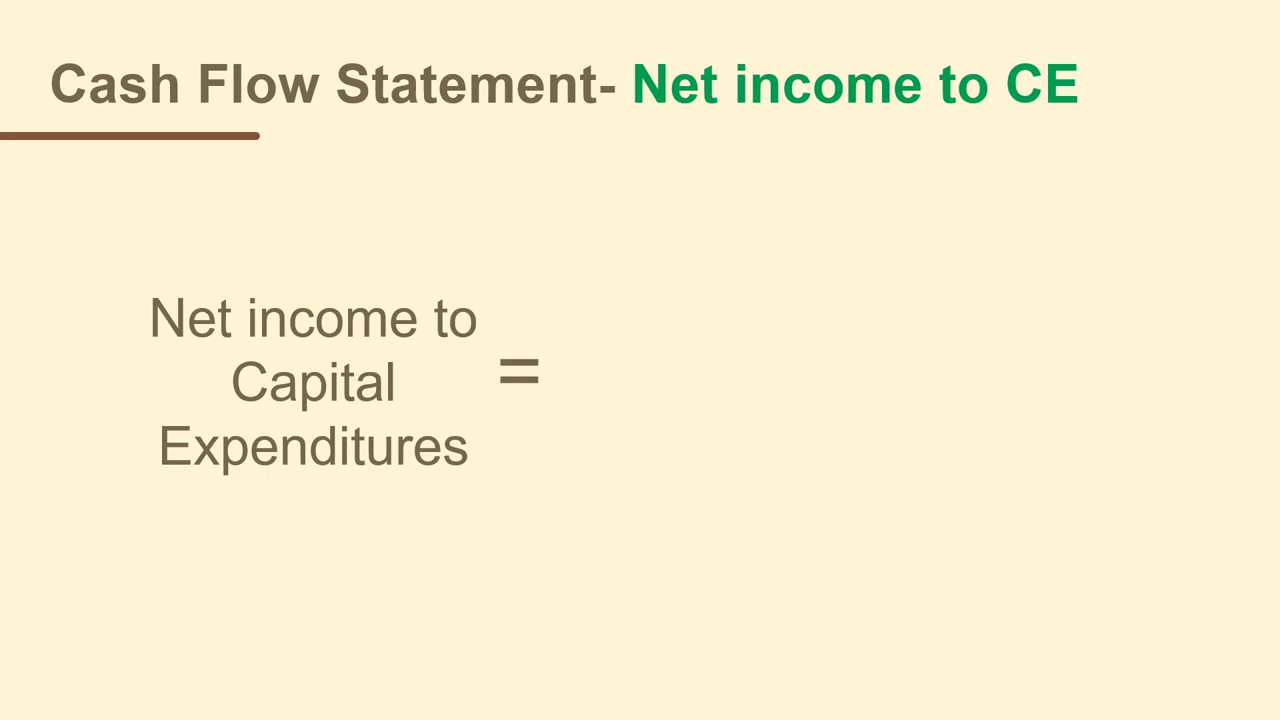 Cash Flow Statement- Net income to CE
Net income to
Capital
Expenditures
=